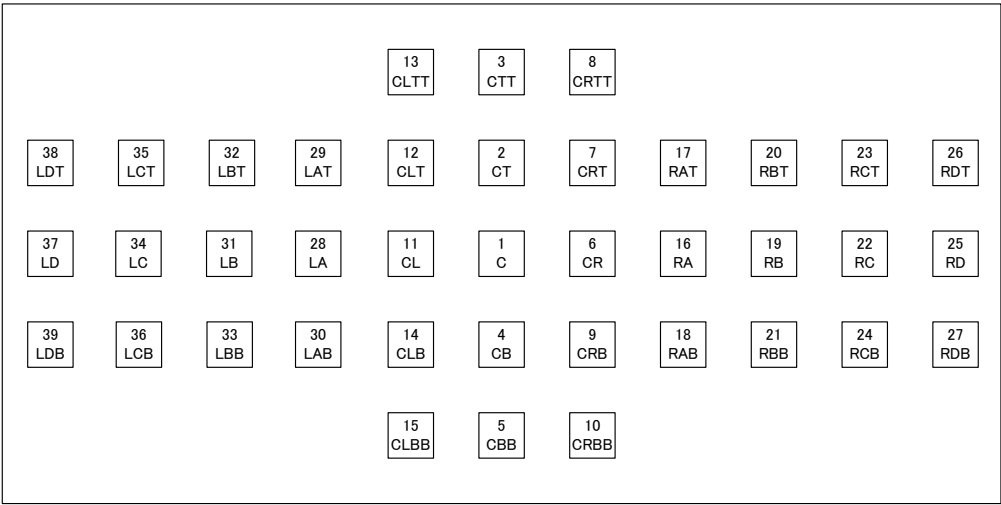 13 3 8
CLTT CTT CRTT
38 35 32 29 12 2 7 17 20 23 26
LDT LCT LBT LAT CLT CT CRT RAT RBT RCT RDT
37 34 31 28 11 1 6 16 19 22 25
LD LC LB LA CL C CR RA RB RC RD
39 36 33 30 14 4 9 18 21 24 27
LDB LCB LBB LAB CLB CB CRB RAB RBB RCB RDB
15 5 10
CLBB CBB CRBB